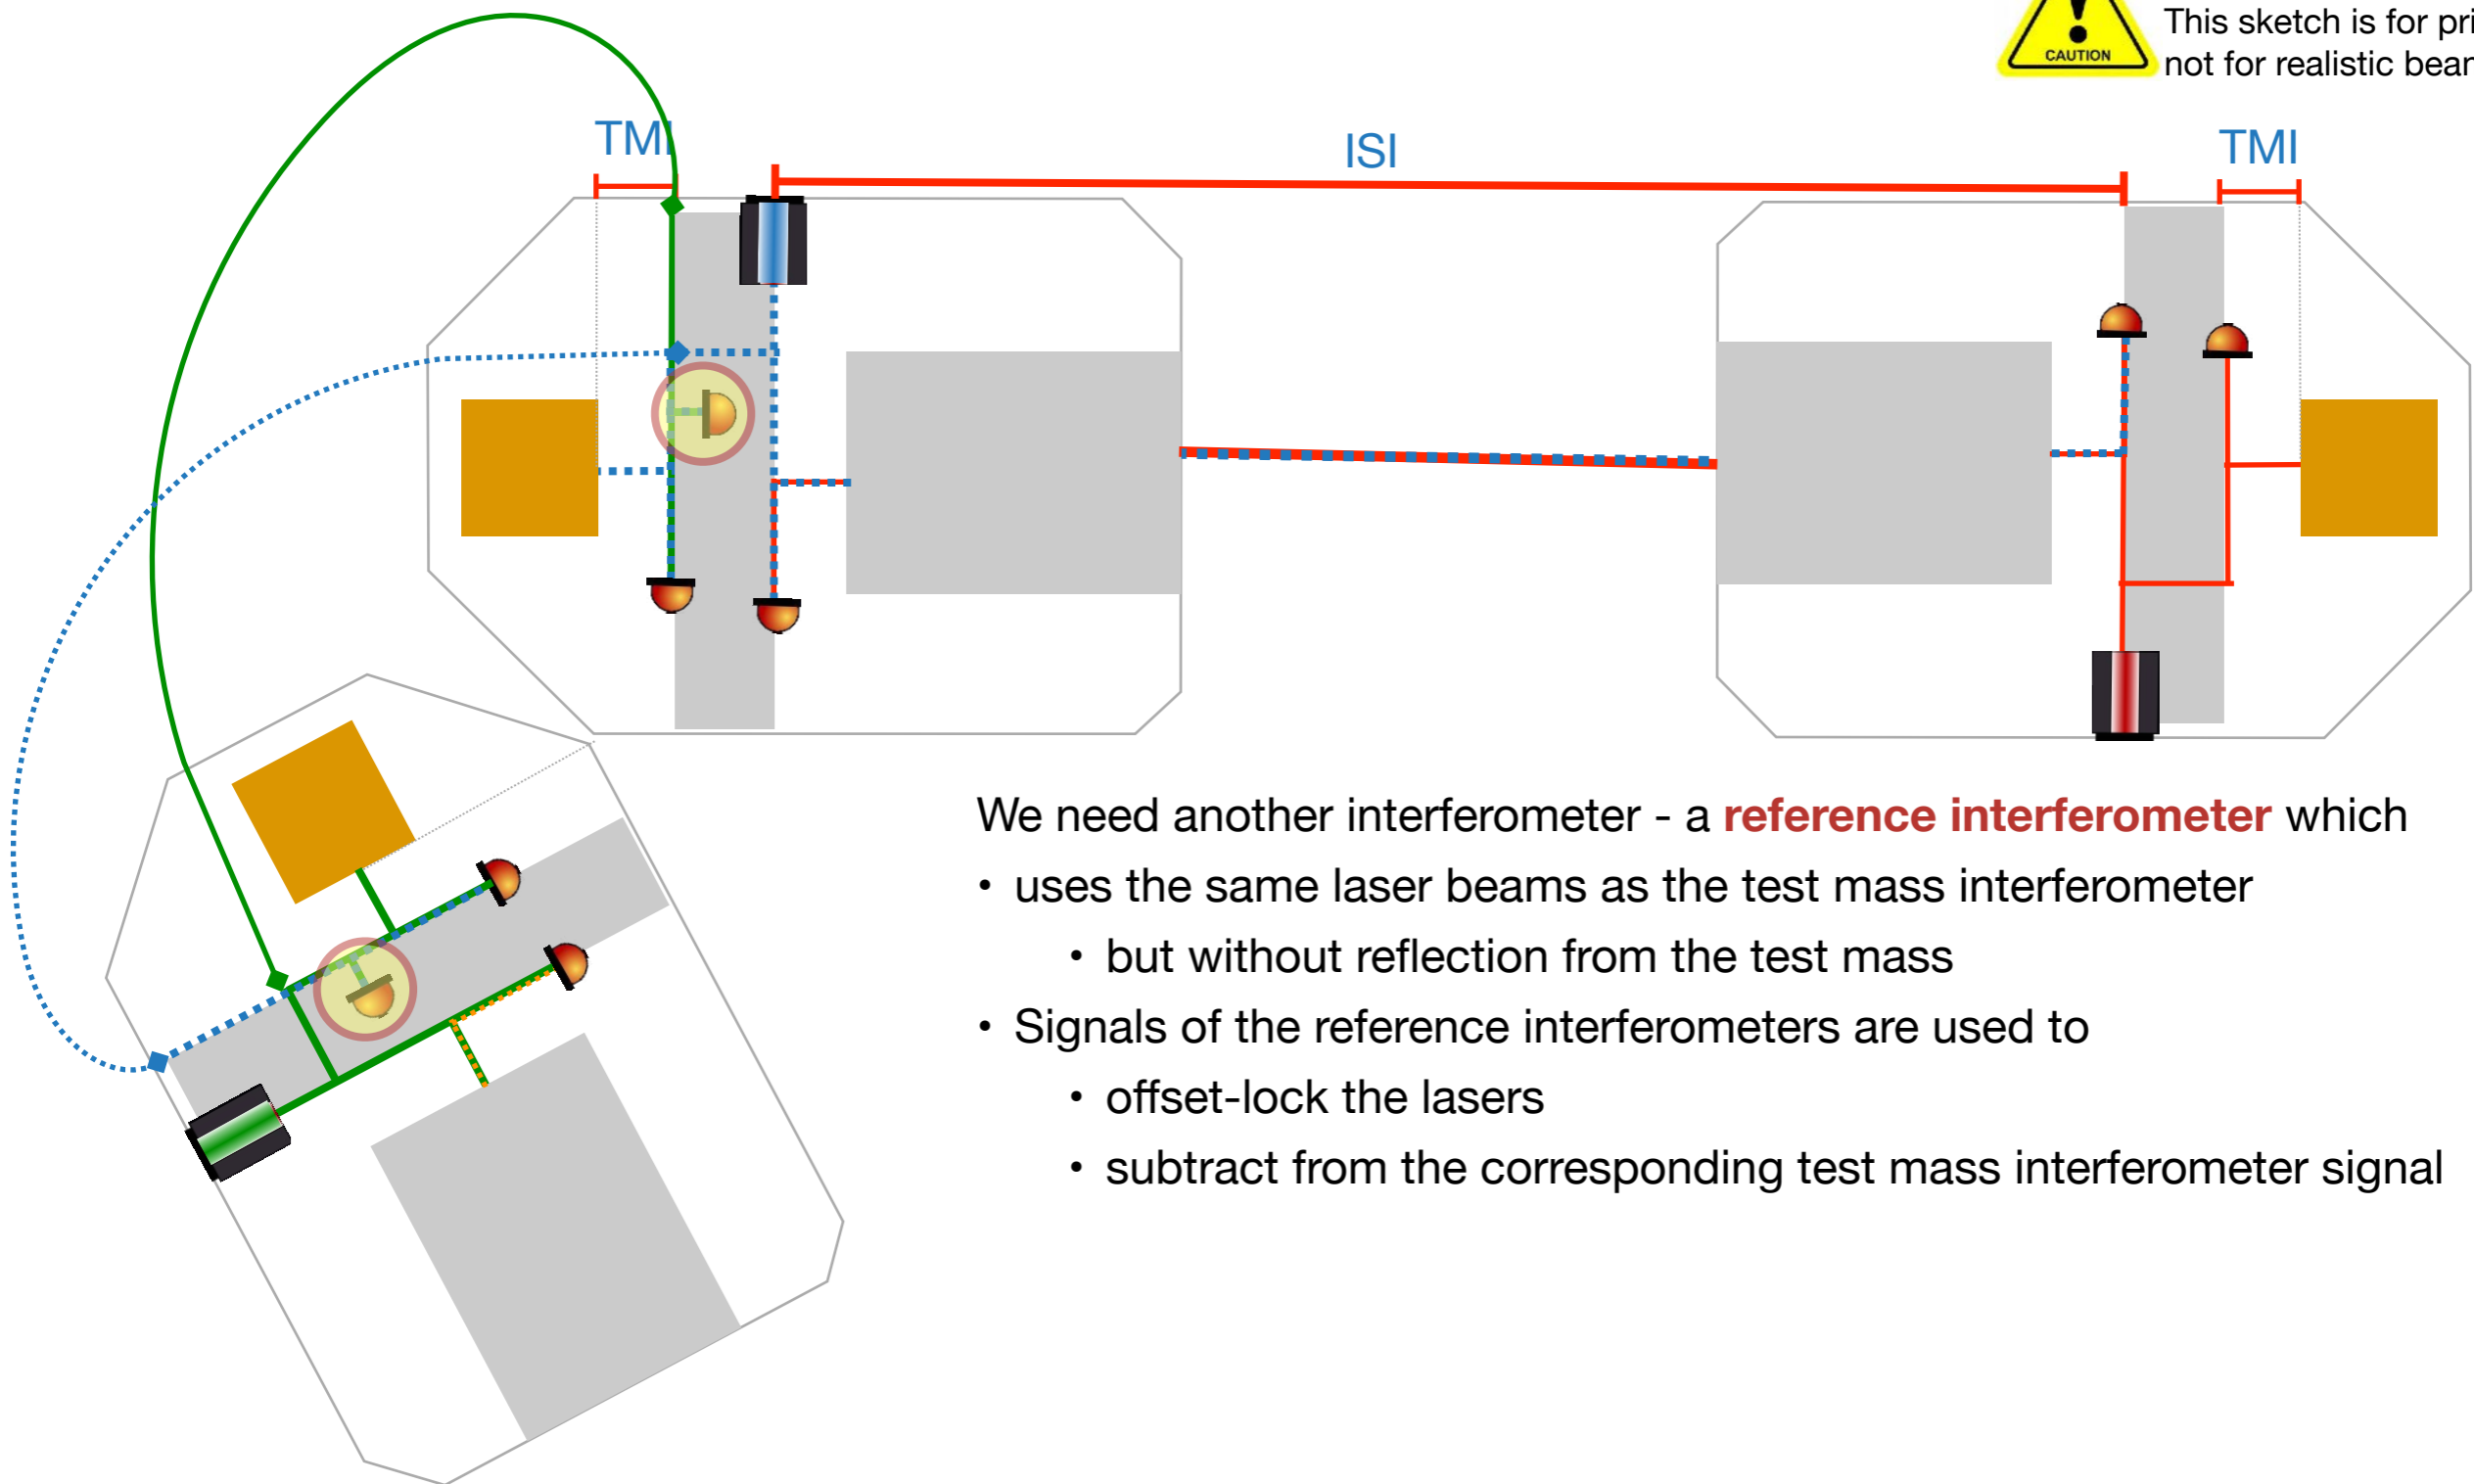 This sketch is for
CAUTION
not for realistic
TMI
ISI
TMI
We need another interferometer - a reference interferometer which
• uses the same laser beams as the test mass interferometer
• but without reflection from the test mass
• Signals of the reference interferometers are used to
• offset-lock the lasers
• subtract from the corresponding test mass interferometer signal